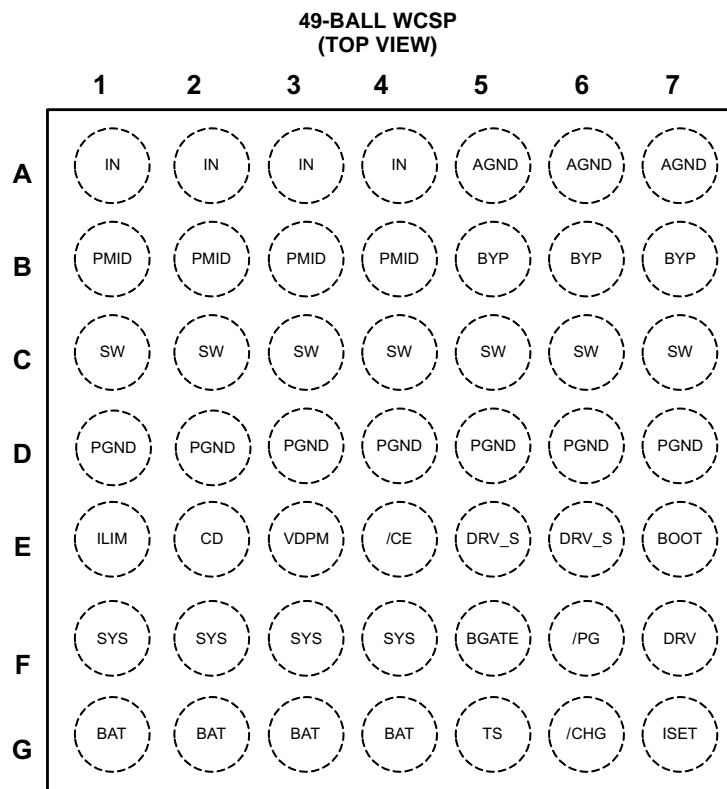 49-BALL WCSP
(TOP VIEW)
1 2 3 4 5 6 7
A IN IN IN IN AGND AGND AGND
B PMID PMID PMID PMID BYP BYP BYP
C SW SW SW SW SW SW SW
D PGND PGND PGND PGND PGND PGND PGND
E ILIM CD VDPM /CE DRV_S DRV_S BOOT
F SYS SYS SYS SYS BGATE /PG DRV
G BAT BAT BAT BAT TS /CHG ISET